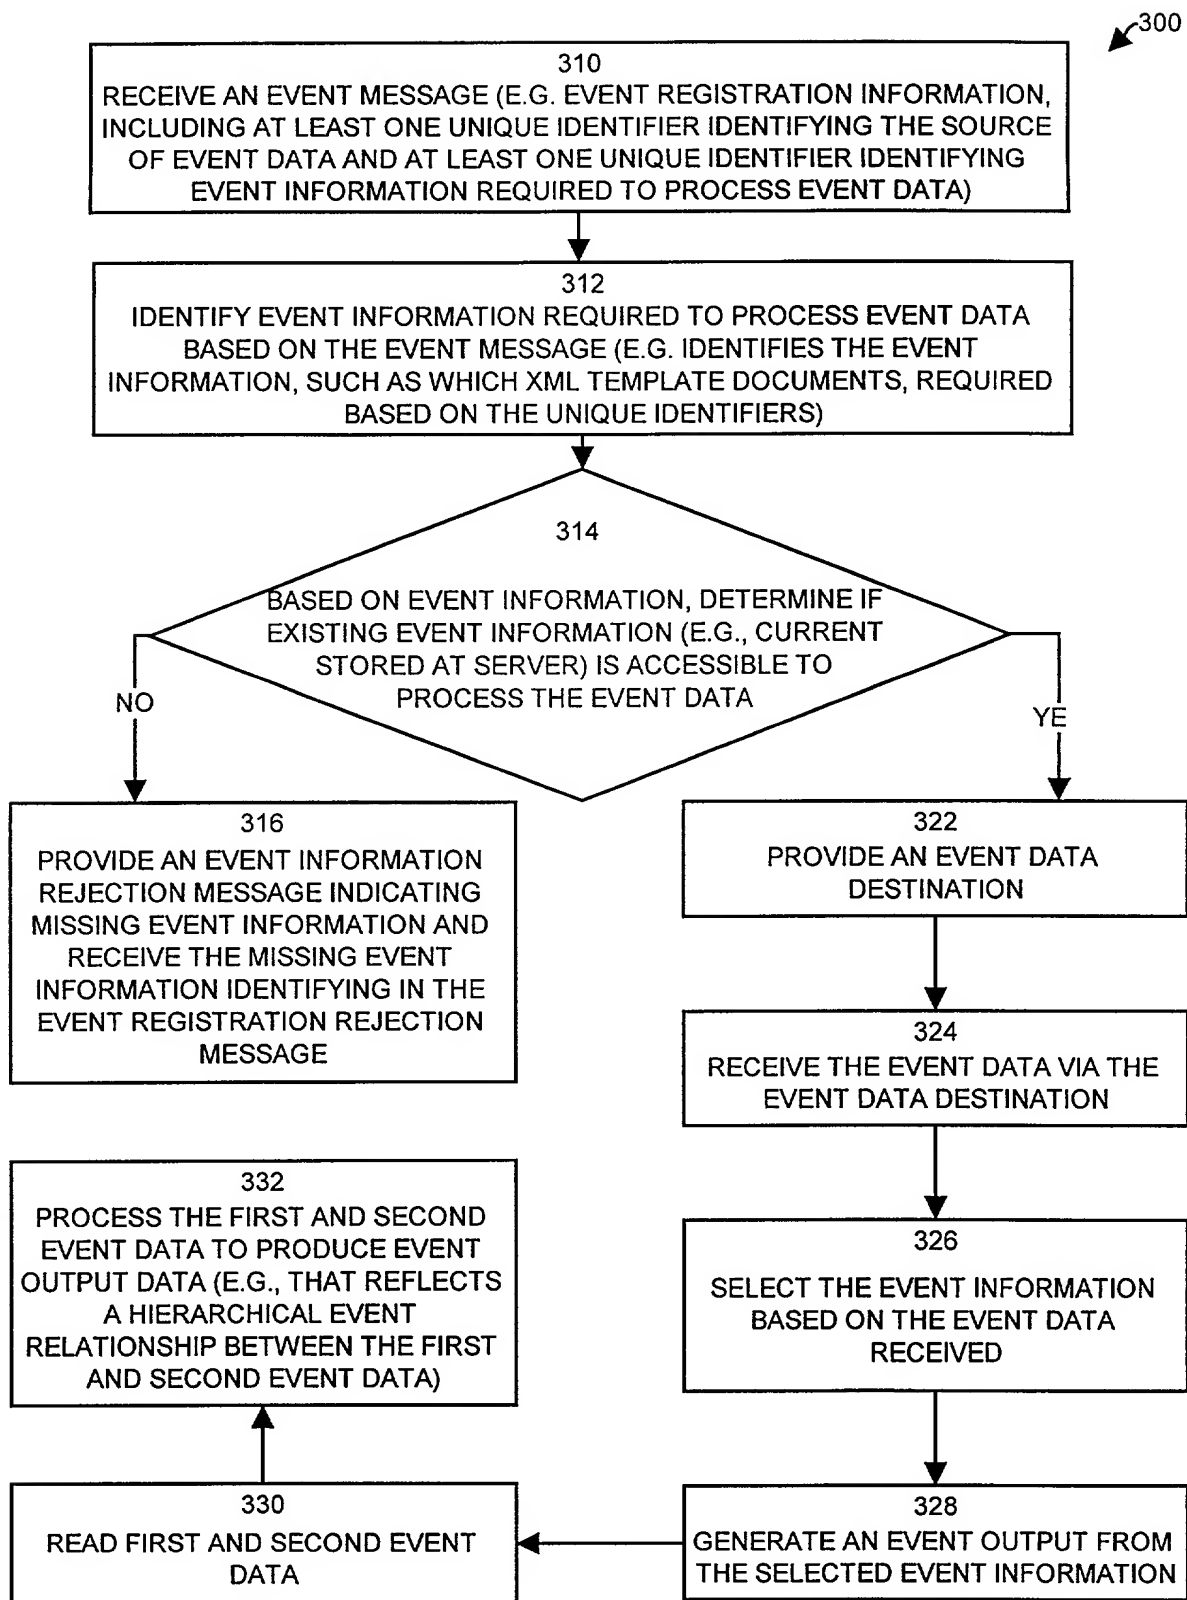 300
310
RECEIVE AN EVENT MESSAGE (E.G. EVENT REGISTRATION INFORMATION,
INCLUDING AT LEAST ONE UNIQUE IDENTIFIER IDENTIFYING THE SOURCE
OF EVENT DATA AND AT LEAST ONE UNIQUE IDENTIFIER IDENTIFYING
EVENT INFORMATION REQUIRED TO PROCESS EVENT DATA)
312
IDENTIFY EVENT INFORMATION REQUIRED TO PROCESS EVENT DATA
BASED ON THE EVENT MESSAGE (E.G. IDENTIFIES THE EVENT
INFORMATION, SUCH AS WHICH XML TEMPLATE DOCUMENTS, REQUIRED
BASED ON THE UNIQUE IDENTIFIERS)
314
BASED ON EVENT INFORMATION, DETERMINE IF
EXISTING EVENT INFORMATION (E.G., CURRENT
STORED AT SERVER) IS ACCESSIBLE TO
PROCESS THE EVENT DATA
NO
YE
316
PROVIDE AN EVENT INFORMATION
REJECTION MESSAGE INDICATING
MISSING EVENT INFORMATION AND
RECEIVE THE MISSING EVENT
INFORMATION IDENTIFYING IN THE
EVENT REGISTRATION REJECTION
MESSAGE
322
PROVIDE AN EVENT DATA
DESTINATION
324
RECEIVE THE EVENT DATA VIA THE
EVENT DATA DESTINATION
326
SELECT THE EVENT INFORMATION
BASED ON THE EVENT DATA
RECEIVED
328
GENERATE AN EVENT OUTPUT FROM
THE SELECTED EVENT INFORMATION
330
READ FIRST AND SECOND EVENT
DATA
332
PROCESS THE FIRST AND SECOND
EVENT DATA TO PRODUCE EVENT
OUTPUT DATA (E.G., THAT REFLECTS
A HIERARCHICAL EVENT
RELATIONSHIP BETWEEN THE FIRST
AND SECOND EVENT DATA)